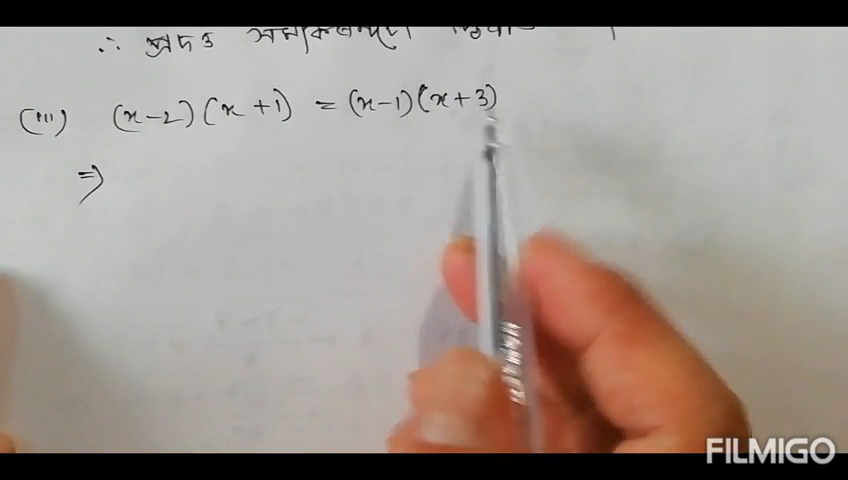 ∴ প্রদত্ত
(iii) (x-2)(x+1) = (x-1)(x+3)
⇒
FILMIGO